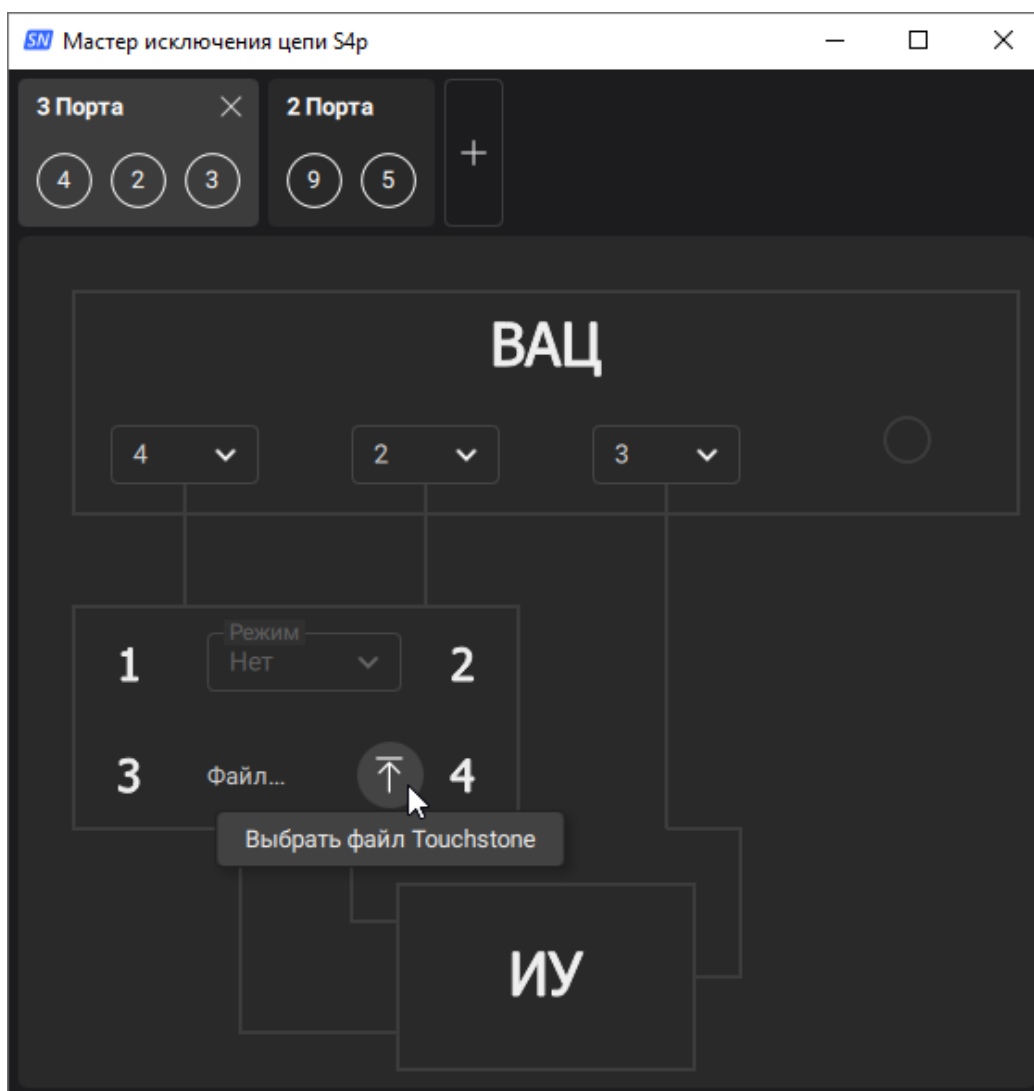 SN Мастер исключения цепи S4p
3 Порта
2 Порта
4 2 3
9 5
ВАЦ
4 2 3
Режим
1 Нет 2
3 Файл... 4
Выбрать файл Touchstone
ИУ